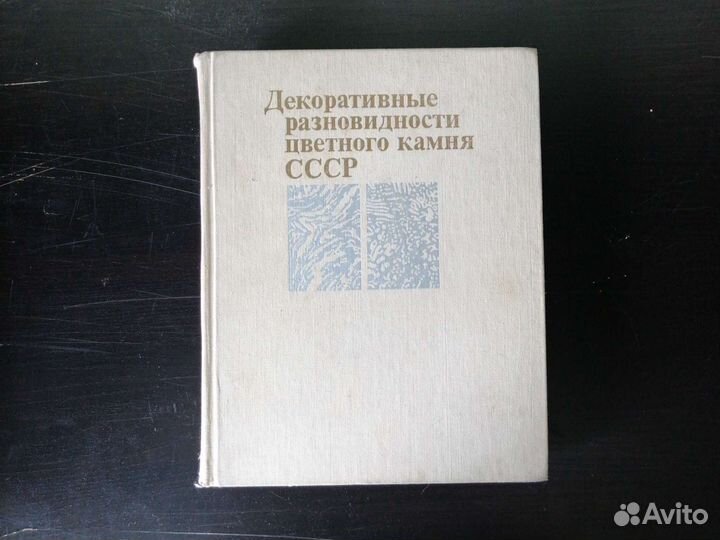 Декоративные
разновидности
цветного камня
СССР
Avito